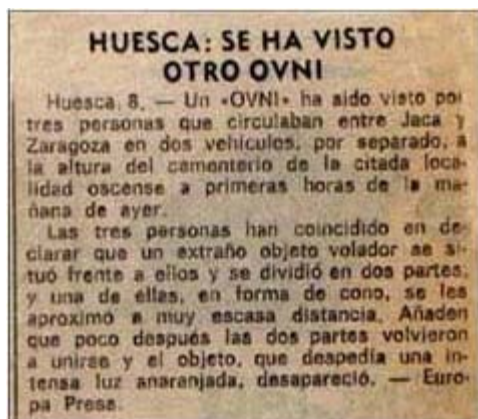 HUESCA: SE HA VISTO
OTRO OVNI
Huesca, 8. — Un «OVNI» ha sido visto por
tres personas que circulaban entre Jaca y
Zaragoza en dos vehículos, por separado, a
la altura del cementerio de la citada loca-
lidad oscense a primeras horas de la ma-
ñana de ayer.
Las tres personas han coincidido en de-
clarar que un extraño objeto volador se si-
tuó frente a ellos y se dividió en dos partes,
y una de ellas, en forma de cono, se les
aproximó a muy escasa distancia. Añaden
que poco después las dos partes volvieron
a unirse y el objeto, que despedía una in-
tensa luz anaranjada, desapareció. — Euro-
pa Press.